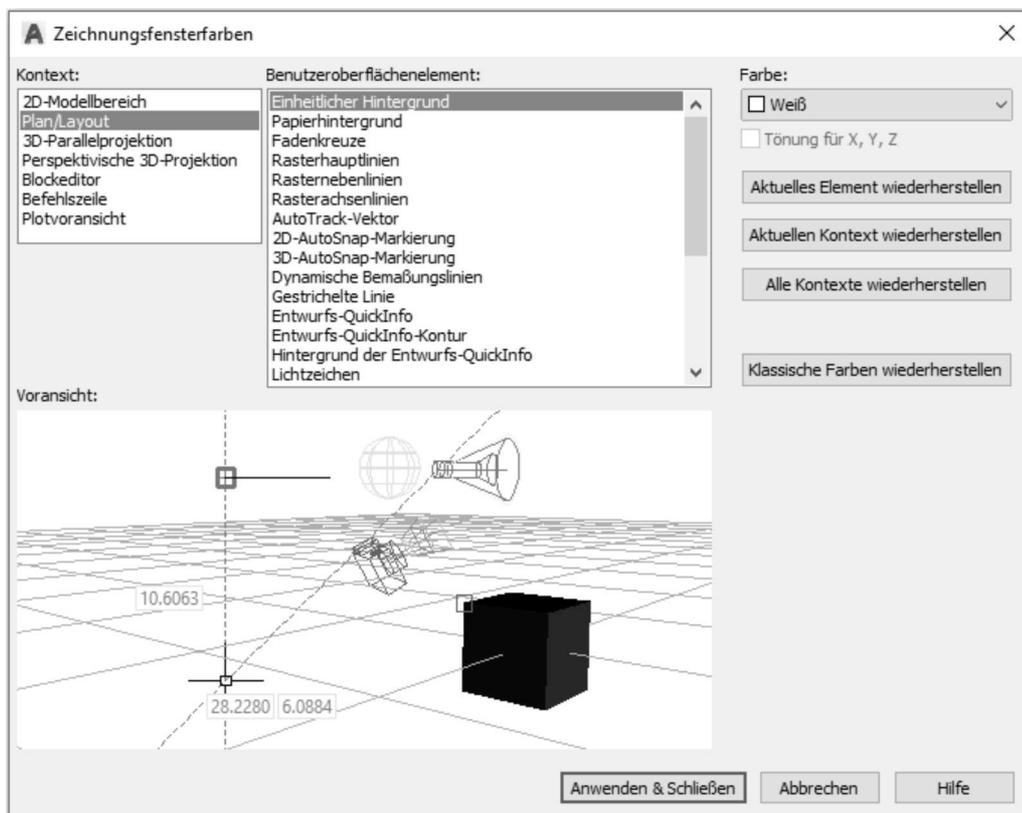 Zeichnungsfensterfarben
Kontext:
2D-Modellbereich
Plan/Layout
3D-Parallelprojektion
Perspektivische 3D-Projektion
Blockeditor
Befehlszeile
Plotvoransicht
Benutzeroberflächenelement:
Einheitlicher Hintergrund
Papierhintergrund
Fadenkreuze
Rasterhauptlinien
Rasternebenlinien
Rasterachsenlinien
AutoTrack-Vektor
2D-AutoSnap-Markierung
3D-AutoSnap-Markierung
Dynamische Bemaßungslinien
Gestrichelte Linie
Entwurfs-QuickInfo
Entwurfs-QuickInfo-Kontur
Hintergrund der Entwurfs-QuickInfo
Lichtzeichen
Farbe:
Weiß
Tönung für X, Y, Z
Aktuelles Element wiederherstellen
Aktuellen Kontext wiederherstellen
Alle Kontexte wiederherstellen
Klassische Farben wiederherstellen
Voransicht:
10.6063
28.2280 6.0884
Anwenden & Schließen Abbrechen Hilfe